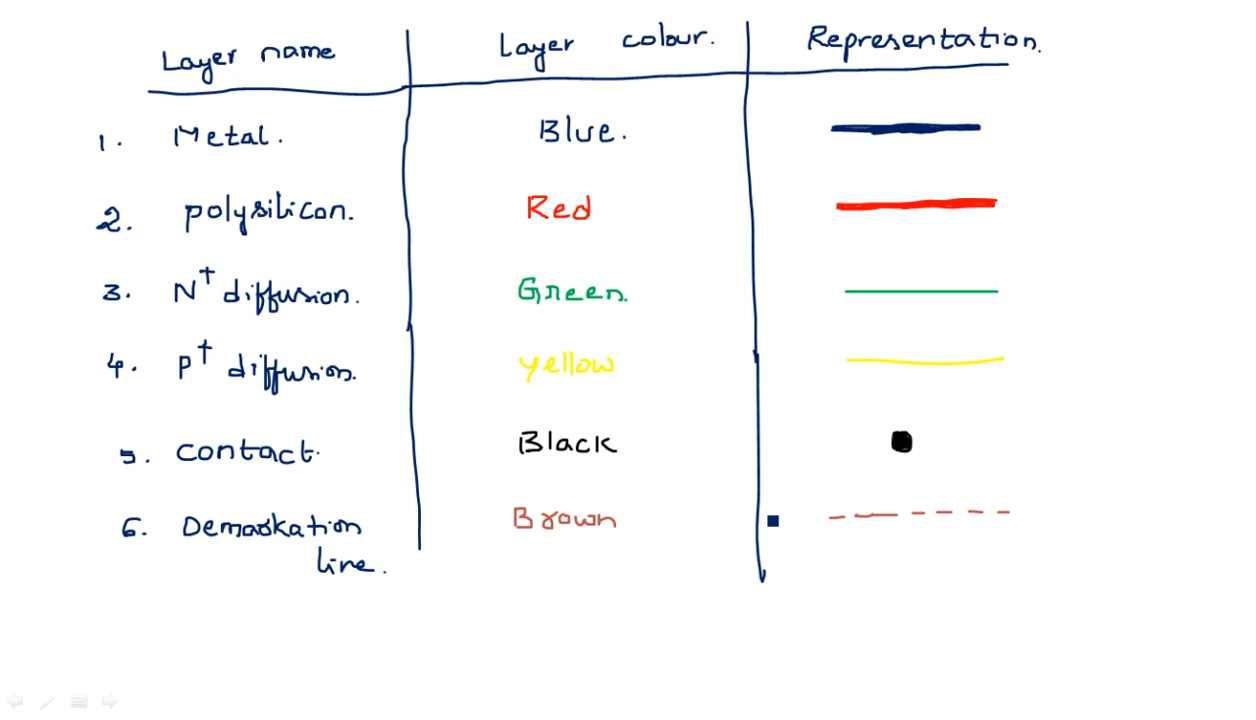 Layer name Layer colour. Representation.
1. Metal. Blue.
2. polysilicon. Red
3. N+ diffusion. Green.
4. P+ diffusion. yellow
5. contact. Black
6. Demarkation Brown
line.